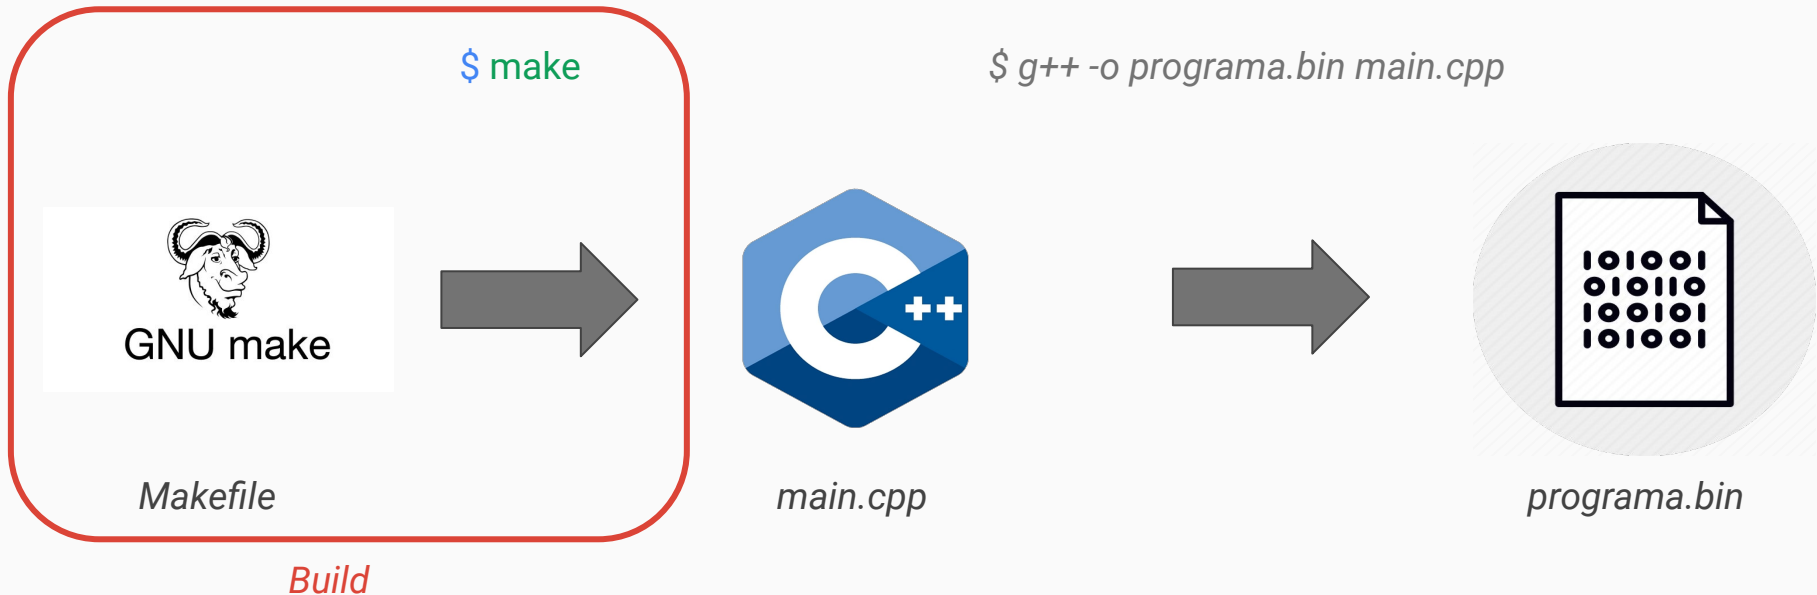 $ make
$ g++ -o programa.bin main.cpp
GNU make
C++
101001
010110
100101
101001
Makefile
main.cpp
programa.bin
Build